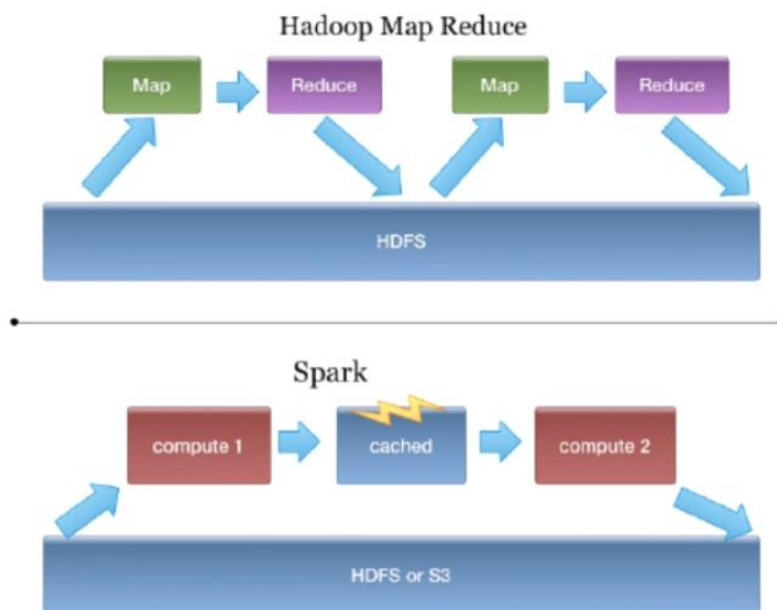 Hadoop Map Reduce
Map
Reduce
Map
Reduce
HDFS
Spark
compute 1
cached
compute 2
HDFS or S3